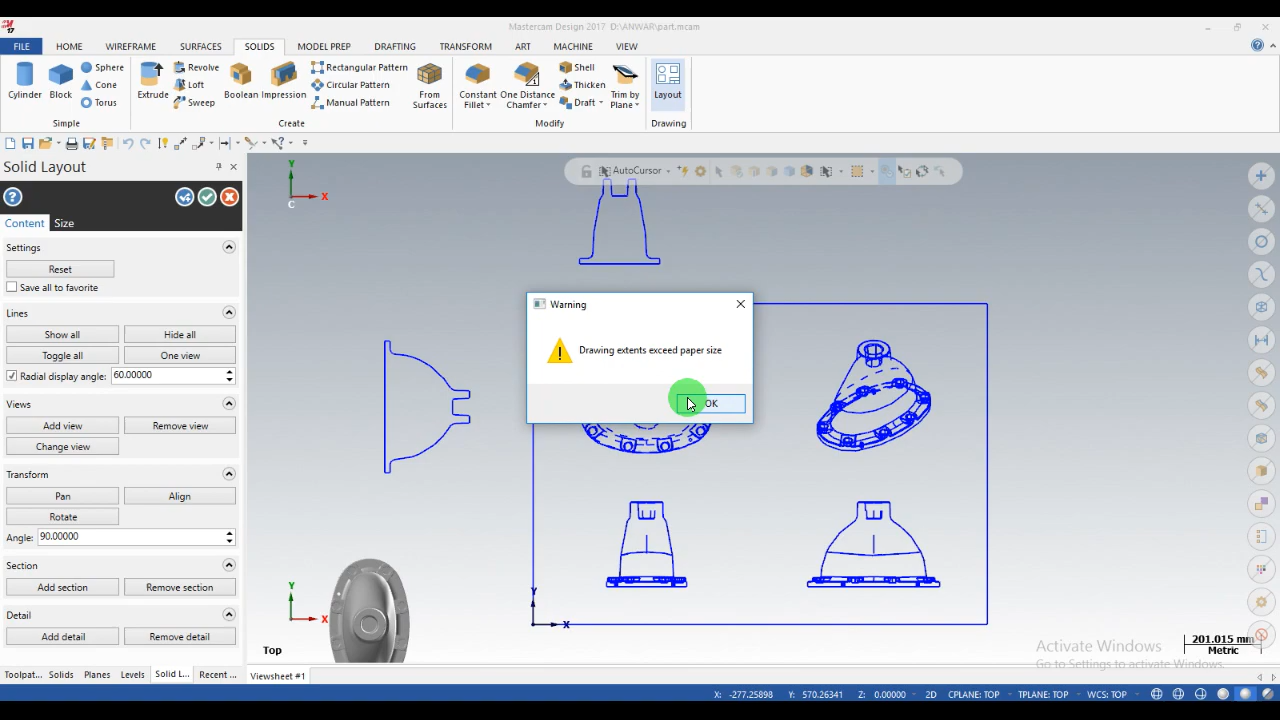 Mastercam Design 2017 D:\ANWAR\part.mcam
17
FILE HOME WIREFRAME SURFACES SOLIDS MODEL PREP DRAFTING TRANSFORM ART MACHINE VIEW
Cylinder Block Sphere Cone Torus Extrude Revolve Loft Sweep Boolean Impression Rectangular Pattern Circular Pattern Manual Pattern From Surfaces Constant Fillet One Distance Chamfer Shell Thicken Draft Trim by Plane Layout
Simple Create Modify Drawing
Solid Layout
AutoCursor
Y
X
C
Content Size
Settings
Reset
Save all to favorite
Lines
Show all Hide all
Toggle all One view
Radial display angle: 60.00000
Views
Add view Remove view
Change view
Transform
Pan Align
Rotate
Angle: 90.00000
Section
Add section Remove section
Detail
Add detail Remove detail
Warning
Drawing extents exceed paper size
OK
Y
X
Y
X
Top
201.015 mm
Metric
Activate Windows
Go to Settings to activate Windows.
Toolpat... Solids Planes Levels Solid L... Recent ...
Viewsheet #1
X: -277.25898 Y: 570.26341 Z: 0.00000 2D CPLANE: TOP TPLANE: TOP WCS: TOP